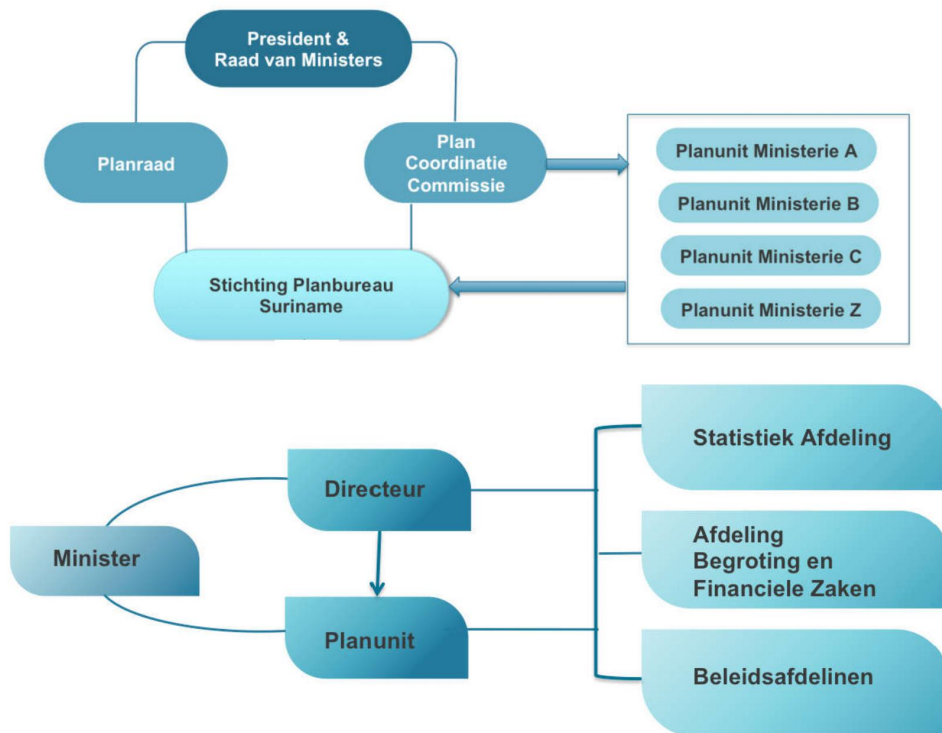 President &
Raad van Ministers
Planraad
Plan
Coordinatie
Commissie
Planunit Ministerie A
Planunit Ministerie B
Planunit Ministerie C
Planunit Ministerie Z
Stichting Planbureau
Suriname
Statistiek Afdeling
Directeur
Minister
Afdeling
Begroting en
Financiele Zaken
Planunit
Beleidsafdelinen